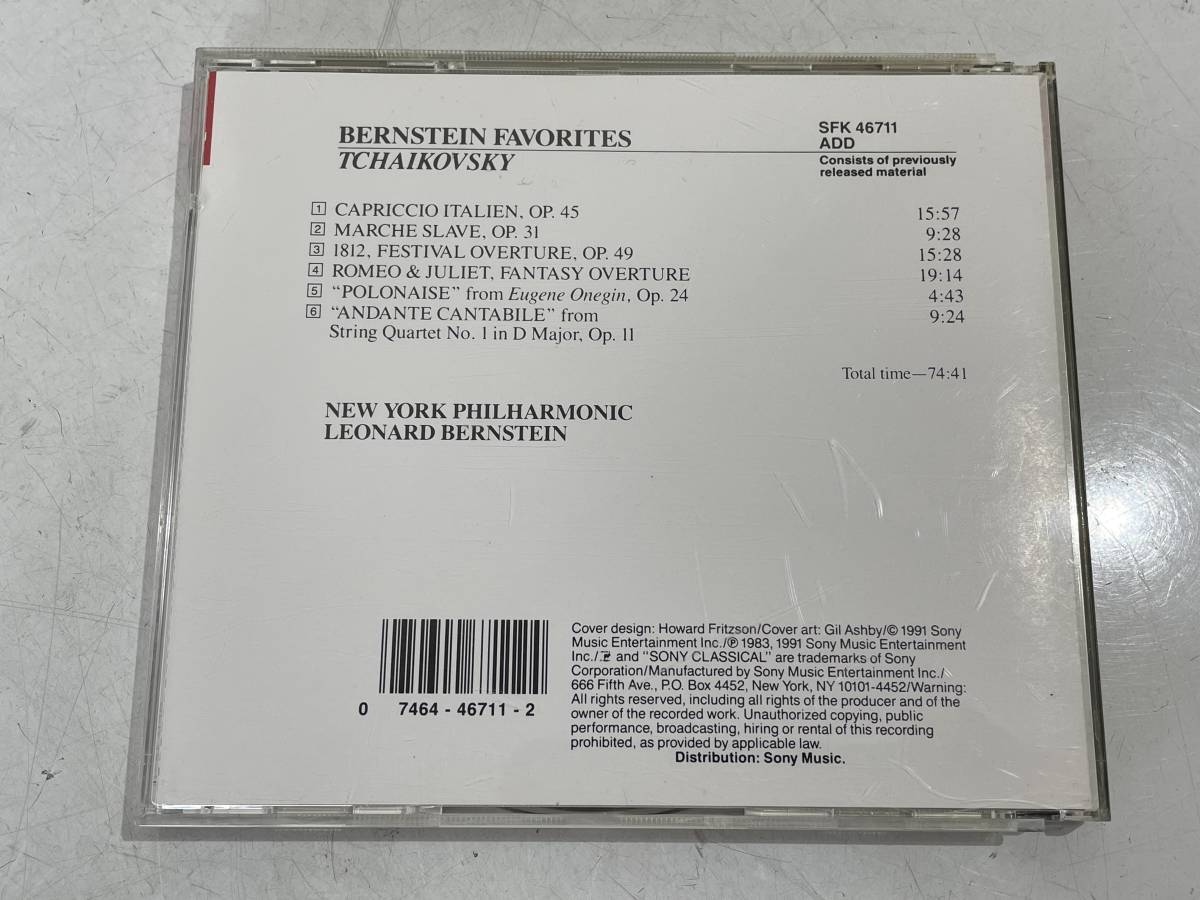 BERNSTEIN FAVORITES
TCHAIKOVSKY
SFK 46711
ADD
Consists of previously
released material
1 CAPRICCIO ITALIEN, OP. 45 15:57
2 MARCHE SLAVE, OP. 31 9:28
3 1812, FESTIVAL OVERTURE, OP. 49 15:28
4 ROMEO & JULIET, FANTASY OVERTURE 19:14
5 "POLONAISE" from Eugene Onegin, Op. 24 4:43
6 "ANDANTE CANTABILE" from 9:24
String Quartet No. 1 in D Major, Op. 11
Total time—74:41
NEW YORK PHILHARMONIC
LEONARD BERNSTEIN
0 7464 - 46711 - 2
Cover design: Howard Fritzson/Cover art: Gil Ashby/© 1991 Sony
Music Entertainment Inc./℗ 1983, 1991 Sony Music Entertainment
Inc./ and "SONY CLASSICAL" are trademarks of Sony
Corporation/Manufactured by Sony Music Entertainment Inc./
666 Fifth Ave., P.O. Box 4452, New York, NY 10101-4452/Warning:
All rights reserved, including all rights of the producer and of the
owner of the recorded work. Unauthorized copying, public
performance, broadcasting, hiring or rental of this recording
prohibited, as provided by applicable law.
Distribution: Sony Music.